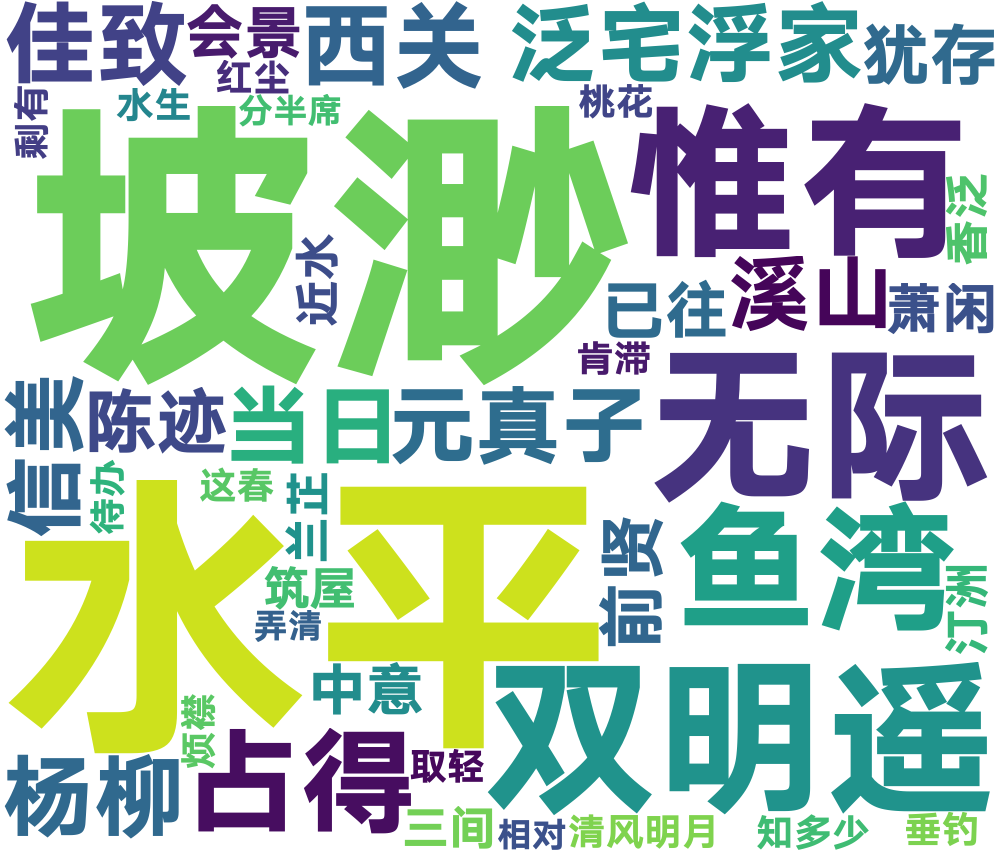 佳致
会景
西关
泛宅浮家
犹存
红尘
水生
分半席
桃花
剩有
坡渺
惟有
香泛
近水
已往
溪山
萧闲
肯滞
无际
信美
陈迹
当日
元真子
待办
这春
兰茳
水平
前贤
鱼湾
筑屋
弄清
汀洲
中意
双明遥
烦襟
杨柳
占得
取轻
三间
相对
清风明月
知多少
垂钓